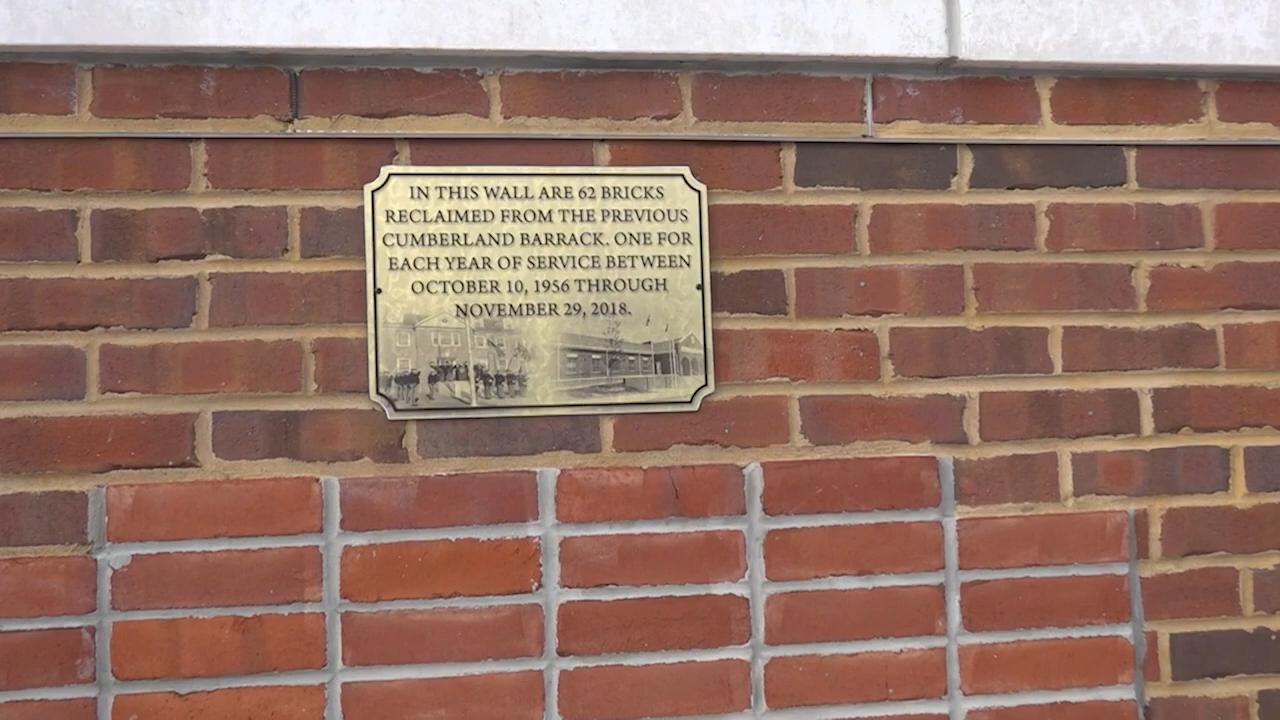 IN THIS WALL ARE 62 BRICKS
RECLAIMED FROM THE PREVIOUS
CUMBERLAND BARRACK. ONE FOR
EACH YEAR OF SERVICE BETWEEN
OCTOBER 10, 1956 THROUGH
NOVEMBER 29, 2018.